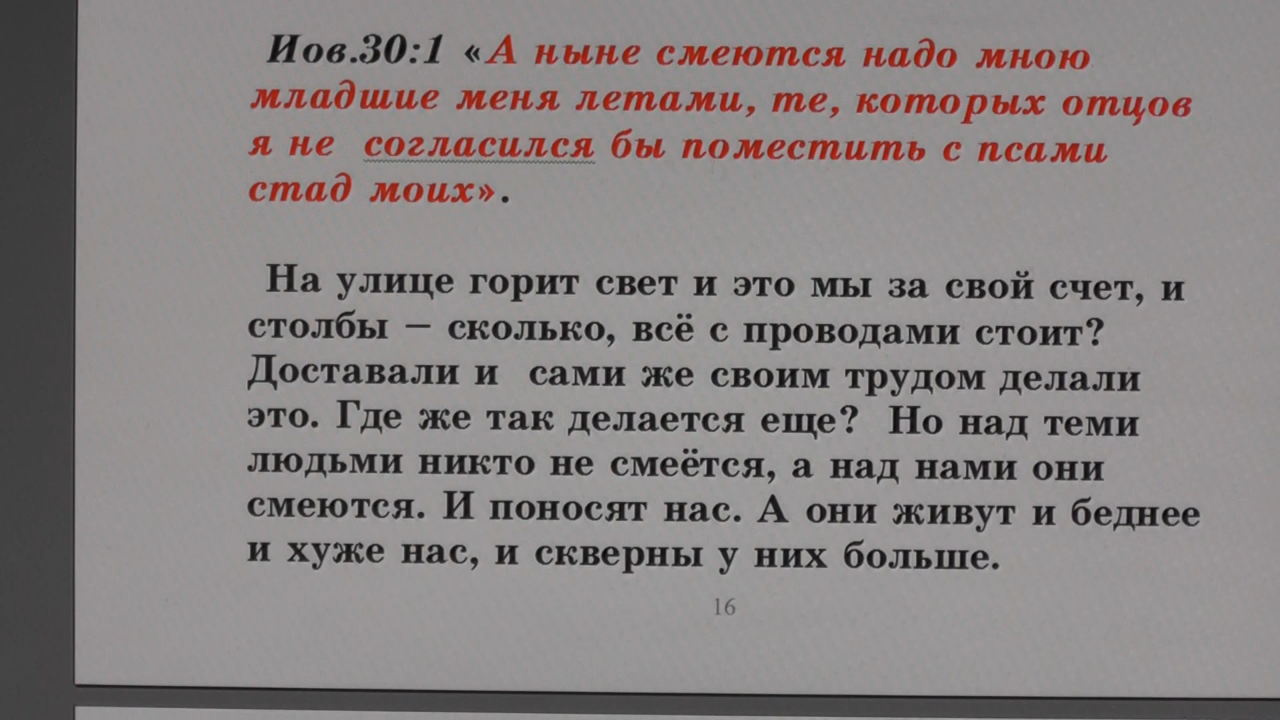 Иов.30:1 «А ныне смеются надо мною
младшие меня летами, те, которых отцов
я не согласился бы поместить с псами
стад моих».
На улице горит свет и это мы за свой счет, и
столбы – сколько, всё с проводами стоит?
Доставали и сами же своим трудом делали
это. Где же так делается еще? Но над теми
людьми никто не смеётся, а над нами они
смеются. И поносят нас. А они живут и беднее
и хуже нас, и скверны у них больше.
16